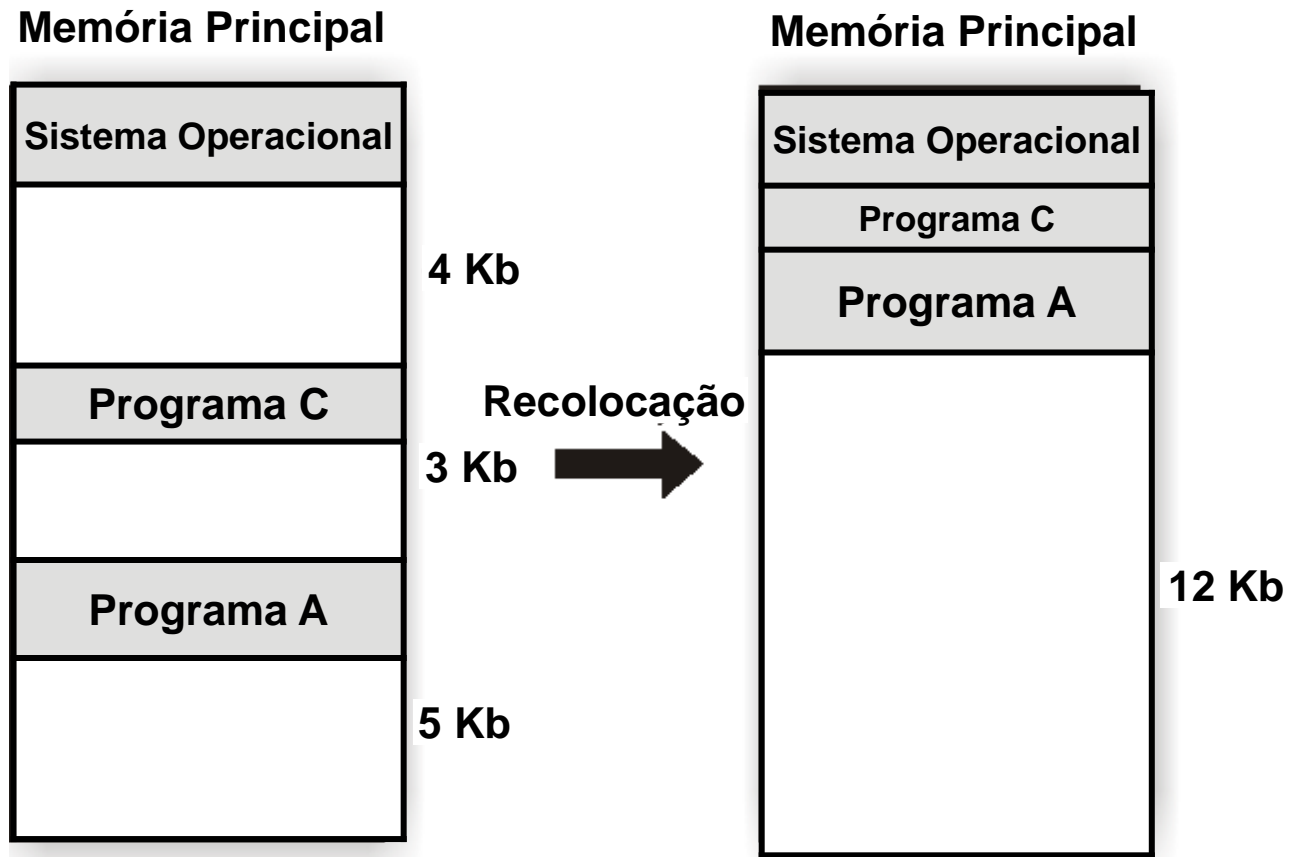 Memória Principal
Sistema Operacional
4 Kb
Programa C
3 Kb
Programa A
5 Kb
Recolocação
Memória Principal
Sistema Operacional
Programa C
Programa A
12 Kb